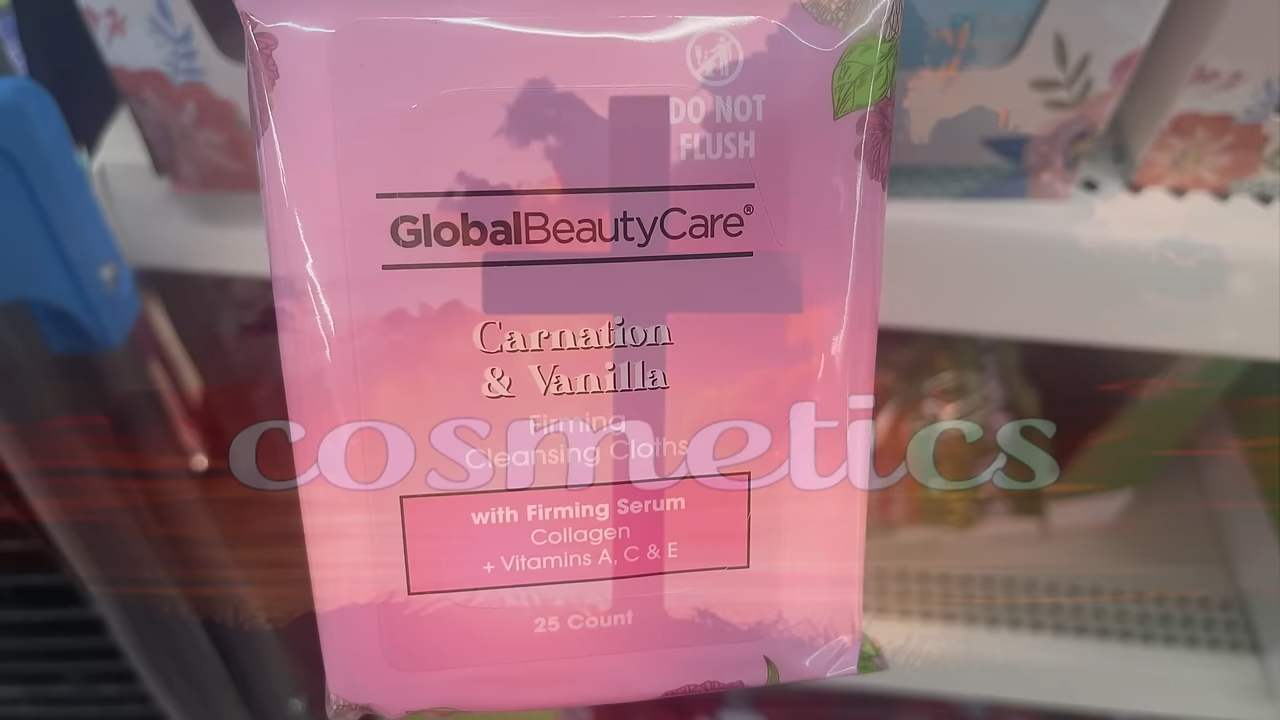 DO NOT
FLUSH
GlobalBeautyCare®
Carnation
& Vanilla
Firming
Cleansing Cloths
cosmetics
with Firming Serum
Collagen
+ Vitamins A, C & E
25 Count